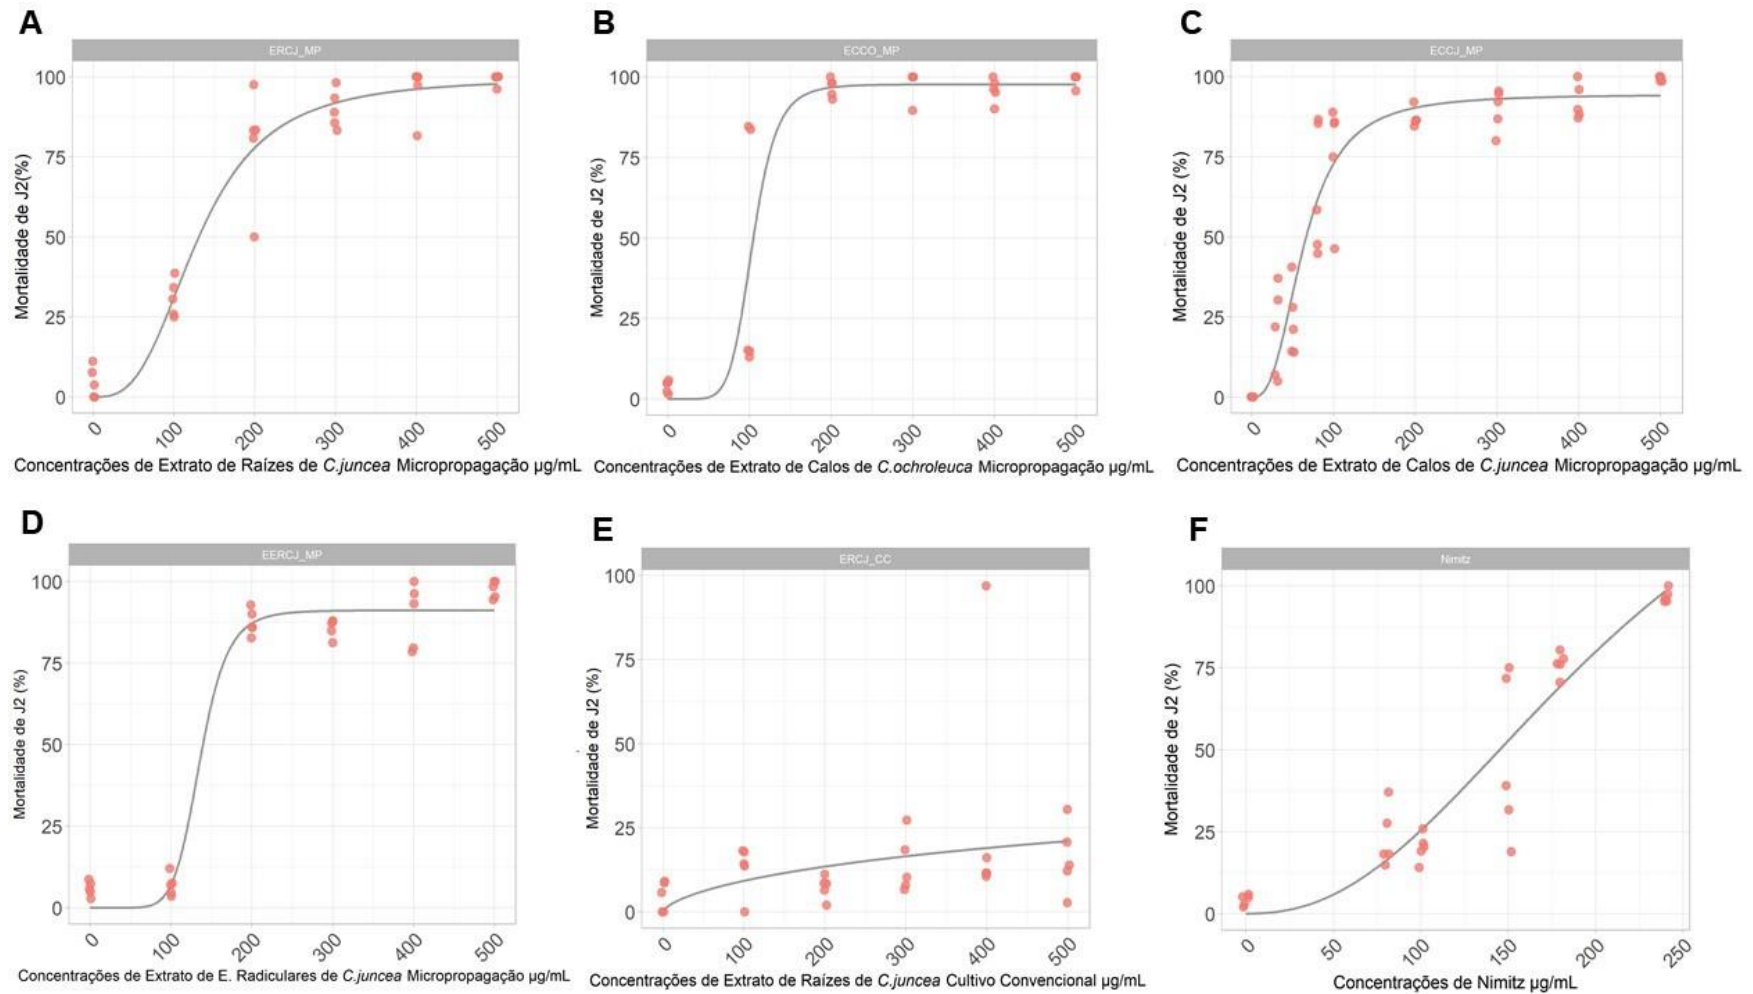 A
ERCJ_MP
Mortalidade de J2(%)
100
75
50
25
0
0 100 200 300 400 500
Concentrações de Extrato de Raízes de C.juncea Micropropagação µg/mL
B
ECCO_MP
Mortalidade de J2 (%)
100
75
50
25
0
0 100 200 300 400 500
Concentrações de Extrato de Calos de C.ochroleuca Micropropagação µg/mL
C
ECCJ_MP
Mortalidade de J2 (%)
100
75
50
25
0
0 100 200 300 400 500
Concentrações de Extrato de Calos de C.juncea Micropropagação µg/mL
D
EERCJ_MP
Mortalidade de J2 (%)
100
75
50
25
0
0 100 200 300 400 500
Concentrações de Extrato de E. Radiculares de C.juncea Micropropagação µg/mL
E
ERCJ_CC
Mortalidade de J2 (%)
100
75
50
25
0
0 100 200 300 400 500
Concentrações de Extrato de Raízes de C.juncea Cultivo Convencional µg/mL
F
Nimitz
Mortalidade de J2 (%)
100
75
50
25
0
0 50 100 150 200 250
Concentrações de Nimitz µg/mL